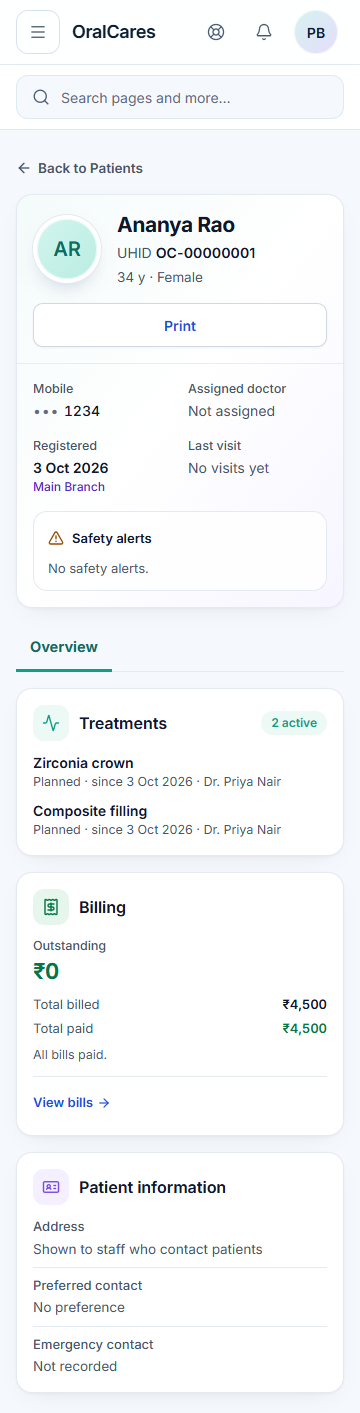 OralCares
PB
Search pages and more...
Back to Patients
AR
Ananya Rao
UHID OC-00000001
34 y · Female
Print
Mobile
••• 1234
Assigned doctor
Not assigned
Registered
3 Oct 2026
Main Branch
Last visit
No visits yet
Safety alerts
No safety alerts.
Overview
Treatments
2 active
Zirconia crown
Planned · since 3 Oct 2026 · Dr. Priya Nair
Composite filling
Planned · since 3 Oct 2026 · Dr. Priya Nair
Billing
Outstanding
₹0
Total billed ₹4,500
Total paid ₹4,500
All bills paid.
View bills →
Patient information
Address
Shown to staff who contact patients
Preferred contact
No preference
Emergency contact
Not recorded